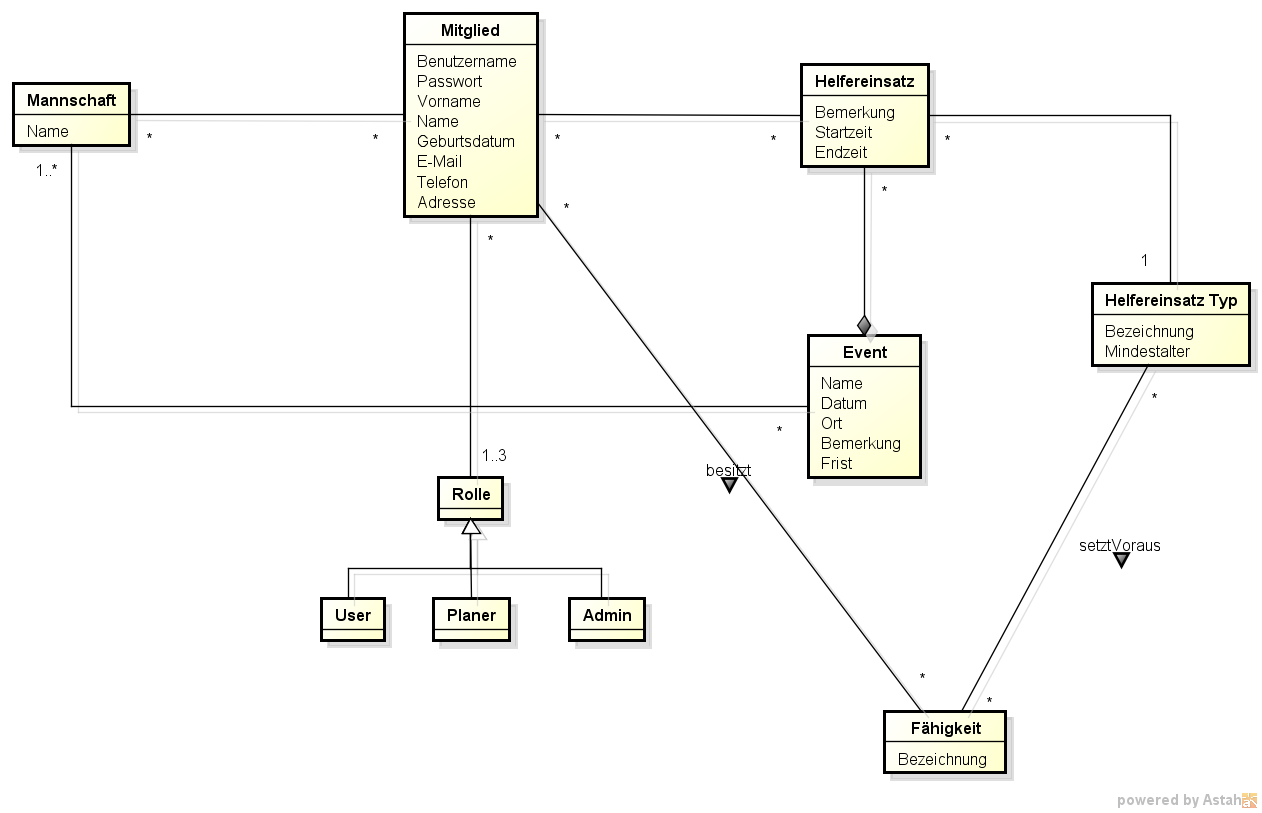 Mitglied
Benutzername
Passwort
Vorname
Name
Geburtsdatum
E-Mail
Telefon
Adresse
Mannschaft
Name
Helfereinsatz
Bemerkung
Startzeit
Endzeit
*
*
*
*
*
1..*
*
*
*
1
Helfereinsatz Typ
Bezeichnung
Mindestalter
Event
Name
Datum
Ort
Bemerkung
Frist
*
*
1..3
besitzt
Rolle
setztVoraus
User
Planer
Admin
*
*
Fähigkeit
Bezeichnung
powered by Astah